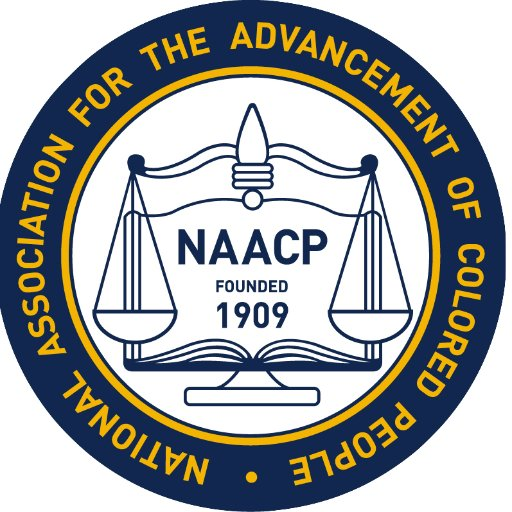 NATIONAL ASSOCIATION FOR THE ADVANCEMENT OF COLORED PEOPLE •
NAACP
FOUNDED
1909